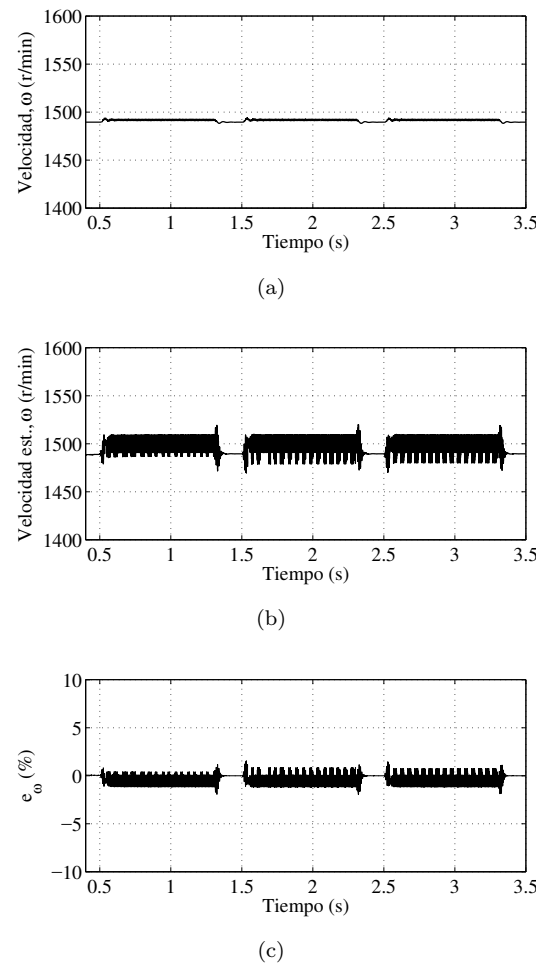 1600
1550
1500
1450
1400
Velocidad, ω (r/min)
0.5 1 1.5 2 2.5 3 3.5
Tiempo (s)
(a)
1600
1550
1500
1450
1400
Velocidad est., ω (r/min)
0.5 1 1.5 2 2.5 3 3.5
Tiempo (s)
(b)
10
5
0
−5
−10
e_ω (%)
0.5 1 1.5 2 2.5 3 3.5
Tiempo (s)
(c)